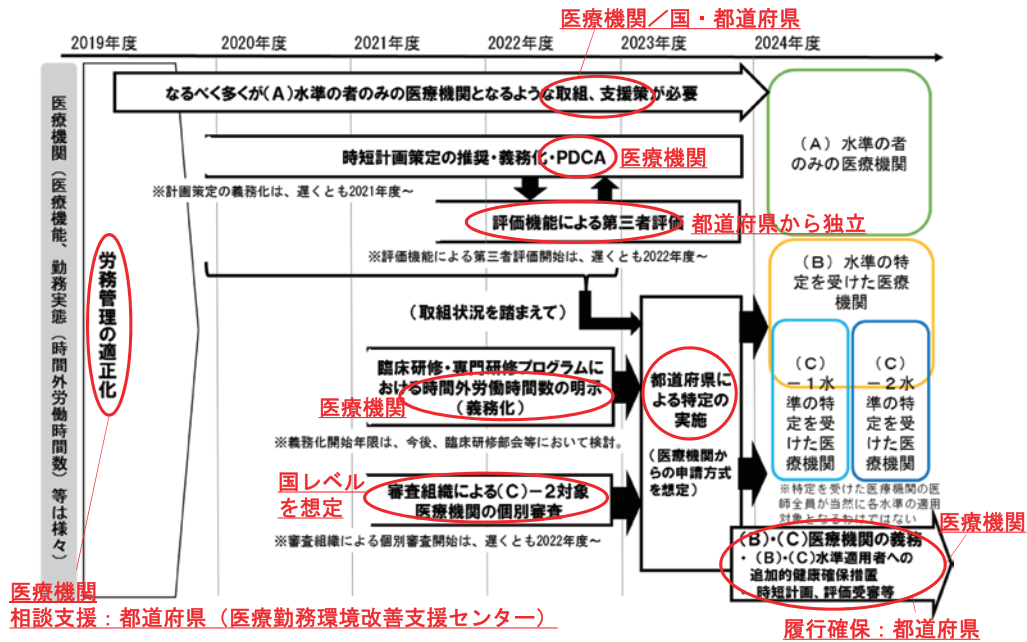 医療機関／国・都道府県
2019年度
2020年度
2021年度
2022年度
2023年度
2024年度
医療機関（医療機能、勤務実態（時間外労働時間数）等は様々）
労務管理の適正化
なるべく多くが（A）水準の者のみの医療機関となるような取組、支援策が必要
時短計画策定の推奨・義務化・PDCA
医療機関
※計画策定の義務化は、遅くとも2021年度～
評価機能による第三者評価
都道府県から独立
※評価機能による第三者評価開始は、遅くとも2022年度～
（取組状況を踏まえて）
臨床研修・専門研修プログラムに
おける時間外労働時間数の明示
（義務化）
医療機関
※義務化開始年限は、今後、臨床研修部会等において検討。
国レベル
を想定
審査組織による（C）－2対象
医療機関の個別審査
※審査組織による個別審査開始は、遅くとも2022年度～
都道府県に
よる特定の
実施
（医療機関か
らの申請方式
を想定）
（A）水準の者
のみの医療機関
（B）水準の特
定を受けた医療
機関
（C）
－1水
準の特
定を受
けた医
療機関
（C）
－2水
準の特
定を受
けた医
療機関
※特定を受けた医療機関の医
師全員が当然に各水準の適用
対象となるわけではない
医療機関
（B）・（C）医療機関の義務
・（B）・（C）水準適用者への
追加的健康確保措置
・時短計画、評価受審等
履行確保：都道府県
医療機関
相談支援：都道府県（医療勤務環境改善支援センター）